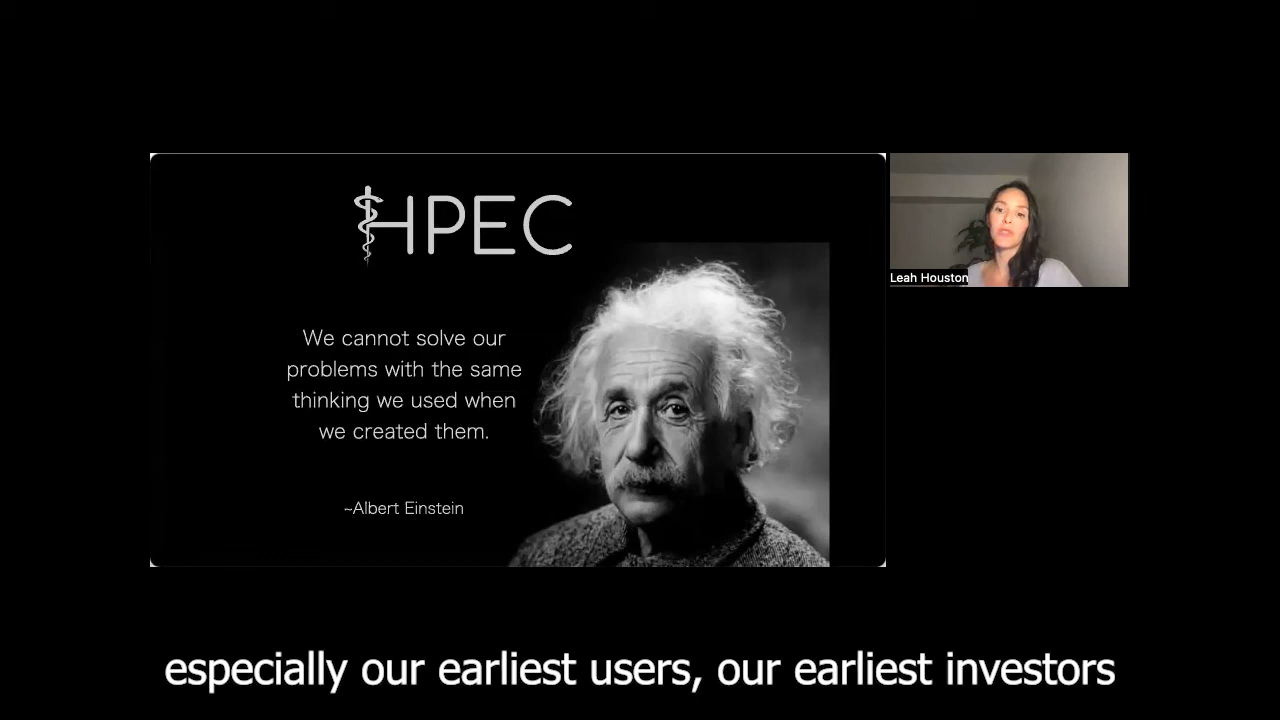 HPEC
We cannot solve our
problems with the same
thinking we used when
we created them.
~Albert Einstein
Leah Houston
especially our earliest users, our earliest investors